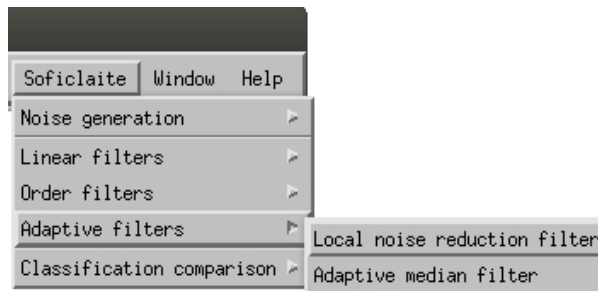 Soficlaite Window Help
Noise generation
Linear filters
Order filters
Adaptive filters
Classification comparison
Local noise reduction filter
Adaptive median filter